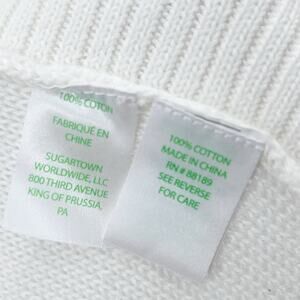 100% COTON
FABRIQUÉ EN
CHINE
SUGARTOWN
WORLDWIDE, LLC
800 THIRD AVENUE
KING OF PRUSSIA,
PA
100% COTTON
MADE IN CHINA
RN # 88189
SEE REVERSE
FOR CARE